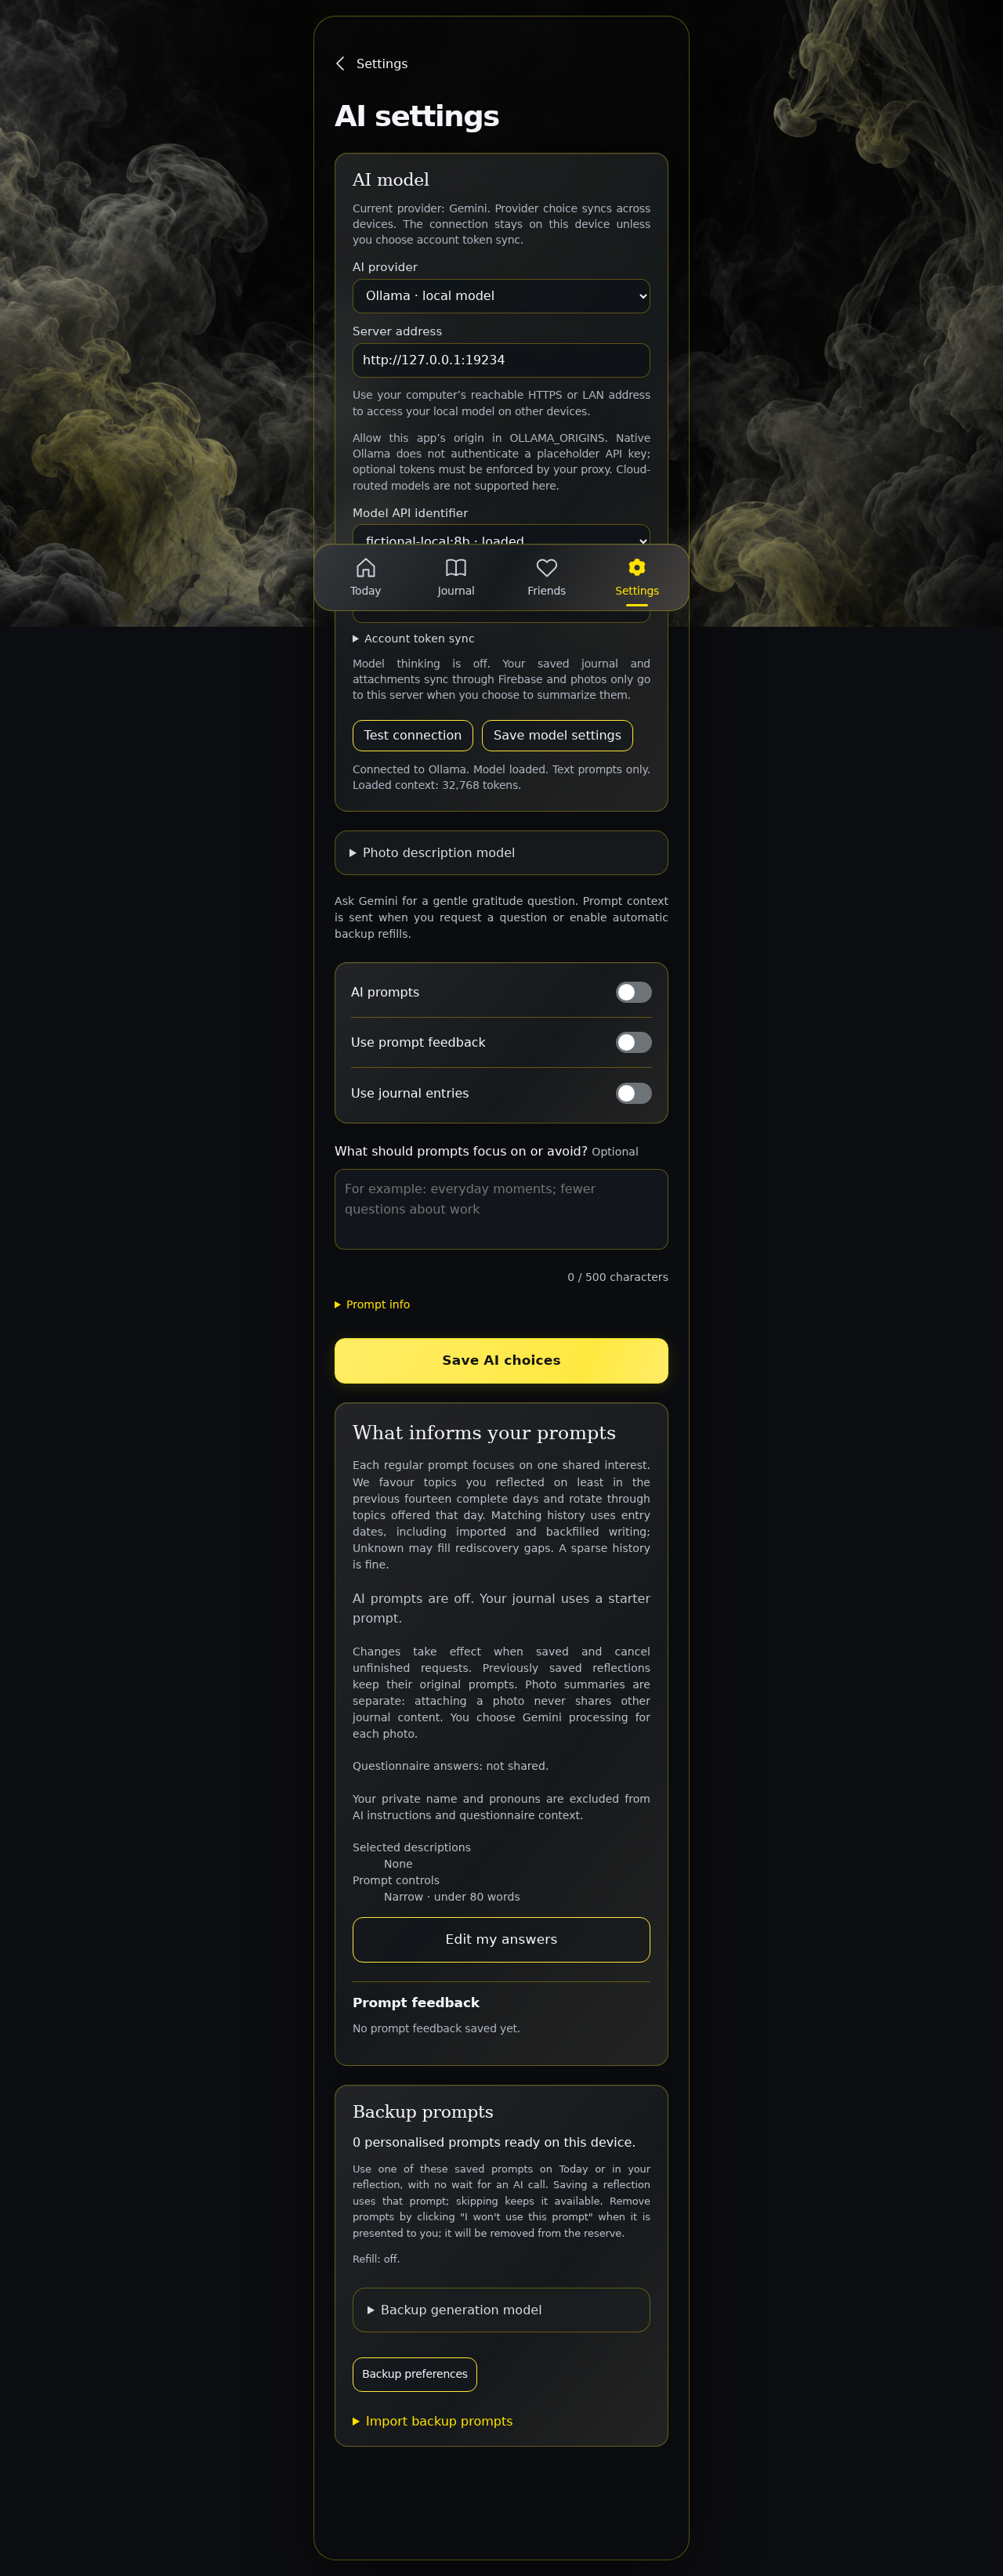 Settings
AI settings
AI model
Current provider: Gemini. Provider choice syncs across
devices. The connection stays on this device unless
you choose account token sync.
AI provider
Ollama · local model
Server address
http://127.0.0.1:19234
Use your computer’s reachable HTTPS or LAN address
to access your local model on other devices.
Allow this app’s origin in OLLAMA_ORIGINS. Native
Ollama does not authenticate a placeholder API key;
optional tokens must be enforced by your proxy. Cloud-
routed models are not supported here.
Model API identifier
fictional-local:8b · loaded
Today
Journal
Friends
Settings
Account token sync
Model thinking is off. Your saved journal and
attachments sync through Firebase and photos only go
to this server when you choose to summarize them.
Test connection
Save model settings
Connected to Ollama. Model loaded. Text prompts only.
Loaded context: 32,768 tokens.
Photo description model
Ask Gemini for a gentle gratitude question. Prompt context
is sent when you request a question or enable automatic
backup refills.
AI prompts
Use prompt feedback
Use journal entries
What should prompts focus on or avoid? Optional
For example: everyday moments; fewer
questions about work
0 / 500 characters
Prompt info
Save AI choices
What informs your prompts
Each regular prompt focuses on one shared interest.
We favour topics you reflected on least in the
previous fourteen complete days and rotate through
topics offered that day. Matching history uses entry
dates, including imported and backfilled writing;
Unknown may fill rediscovery gaps. A sparse history
is fine.
AI prompts are off. Your journal uses a starter
prompt.
Changes take effect when saved and cancel
unfinished requests. Previously saved reflections
keep their original prompts. Photo summaries are
separate: attaching a photo never shares other
journal content. You choose Gemini processing for
each photo.
Questionnaire answers: not shared.
Your private name and pronouns are excluded from
AI instructions and questionnaire context.
Selected descriptions
None
Prompt controls
Narrow · under 80 words
Edit my answers
Prompt feedback
No prompt feedback saved yet.
Backup prompts
0 personalised prompts ready on this device.
Use one of these saved prompts on Today or in your
reflection, with no wait for an AI call. Saving a reflection
uses that prompt; skipping keeps it available. Remove
prompts by clicking "I won't use this prompt" when it is
presented to you; it will be removed from the reserve.
Refill: off.
Backup generation model
Backup preferences
Import backup prompts